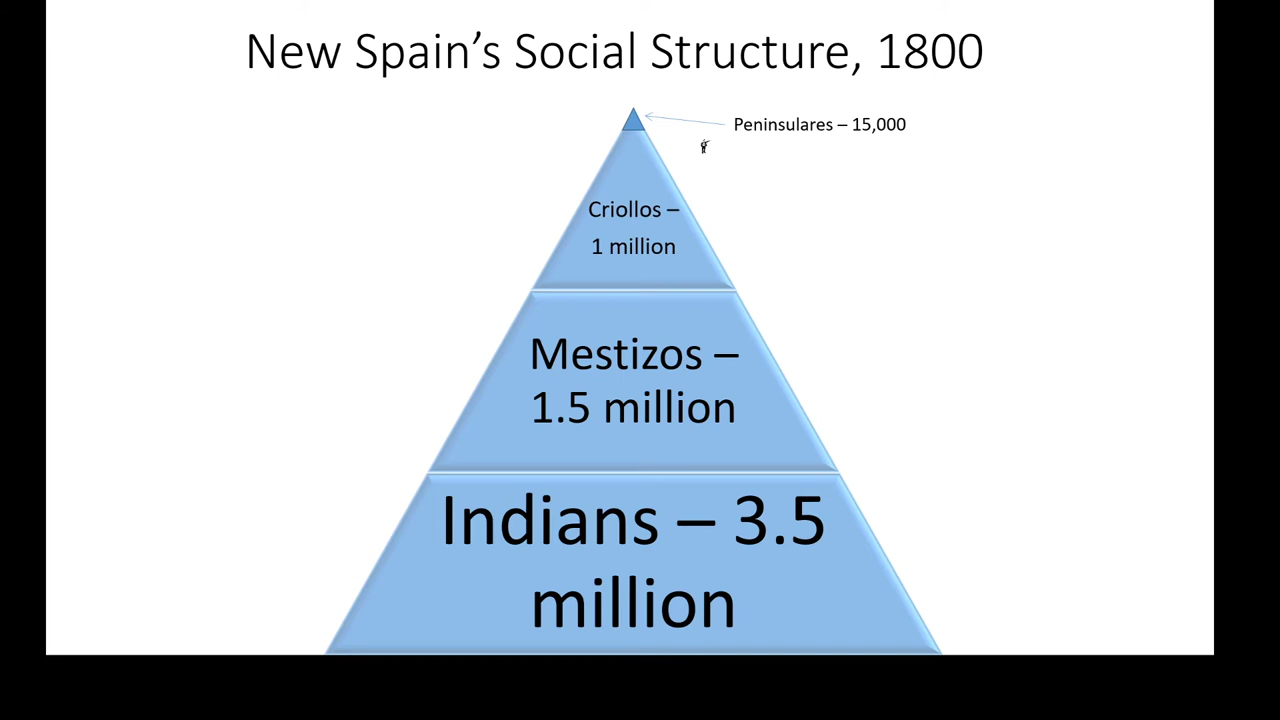 New Spain’s Social Structure, 1800
Peninsulares – 15,000
Criollos –
1 million
Mestizos –
1.5 million
Indians – 3.5
million